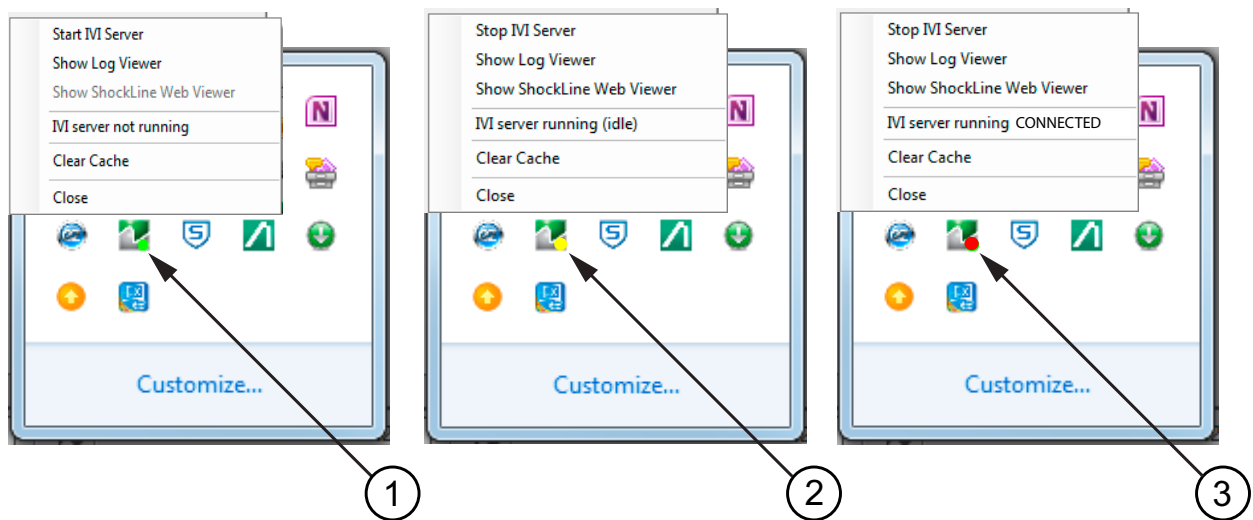 Start IVI Server
Show Log Viewer
Show ShockLine Web Viewer
IVI server not running
Clear Cache
Close
N
S
Customize...
1
Stop IVI Server
Show Log Viewer
Show ShockLine Web Viewer
IVI server running (idle)
Clear Cache
Close
N
S
Customize...
2
Stop IVI Server
Show Log Viewer
Show ShockLine Web Viewer
IVI server running CONNECTED
Clear Cache
Close
N
S
Customize...
3